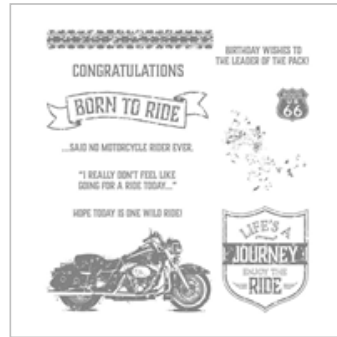 BIRTHDAY WISHES TO
THE LEADER OF THE PACK!
CONGRATULATIONS
BORN TO RIDE
66
...SAID NO MOTORCYCLE RIDER EVER.
"I REALLY DON'T FEEL LIKE
GOING FOR A RIDE TODAY..."
HOPE TODAY IS ONE WILD RIDE!
LIFE'S A
JOURNEY
ENJOY THE
RIDE